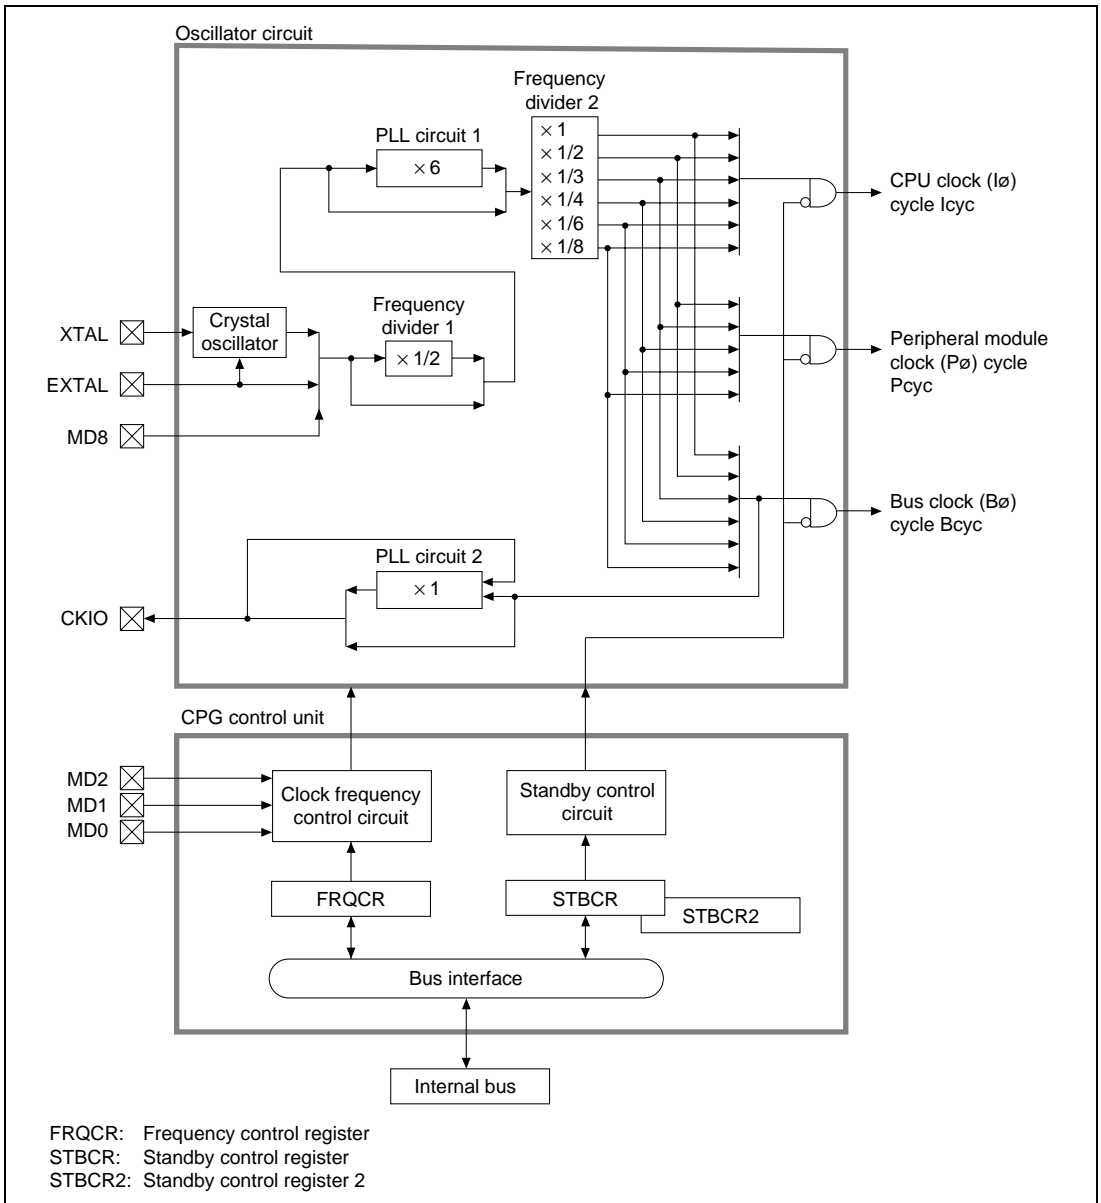 Oscillator circuit
Frequency
divider 2
PLL circuit 1
× 6
× 1
× 1/2
× 1/3
× 1/4
× 1/6
× 1/8
CPU clock (Iø)
cycle Icyc
XTAL
Crystal
oscillator
Frequency
divider 1
× 1/2
EXTAL
MD8
Peripheral module
clock (Pø) cycle
Pcyc
Bus clock (Bø)
cycle Bcyc
PLL circuit 2
× 1
CKIO
CPG control unit
MD2
MD1
MD0
Clock frequency
control circuit
Standby control
circuit
FRQCR
STBCR
STBCR2
Bus interface
Internal bus
FRQCR: Frequency control register
STBCR: Standby control register
STBCR2: Standby control register 2